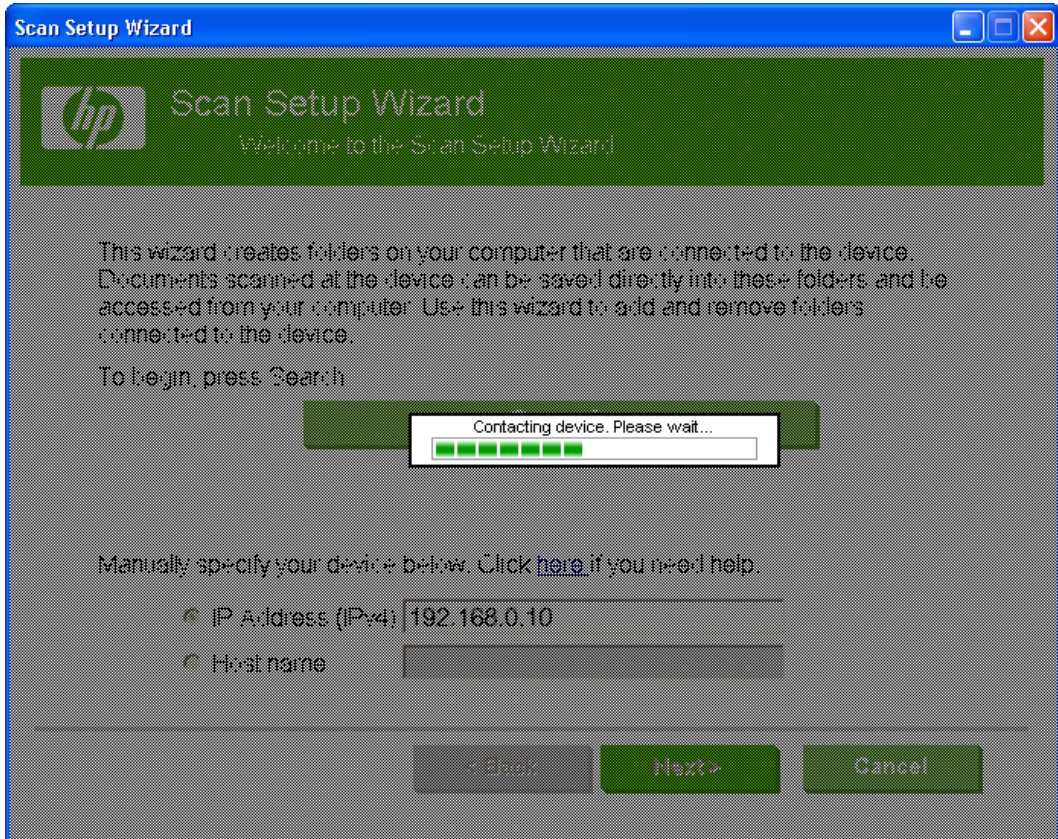 Scan Setup Wizard
hp
Scan Setup Wizard
Welcome to the Scan Setup Wizard
This wizard creates folders on your computer that are connected to the device.
Documents scanned at the device can be saved directly into these folders and be
accessed from your computer. Use this wizard to add and remove folders
connected to the device.
To begin, press Search
Contacting device. Please wait...
Manually specify your device below. Click here if you need help.
IP Address (IPv4) 192.168.0.10
Host name
< Back Next > Cancel